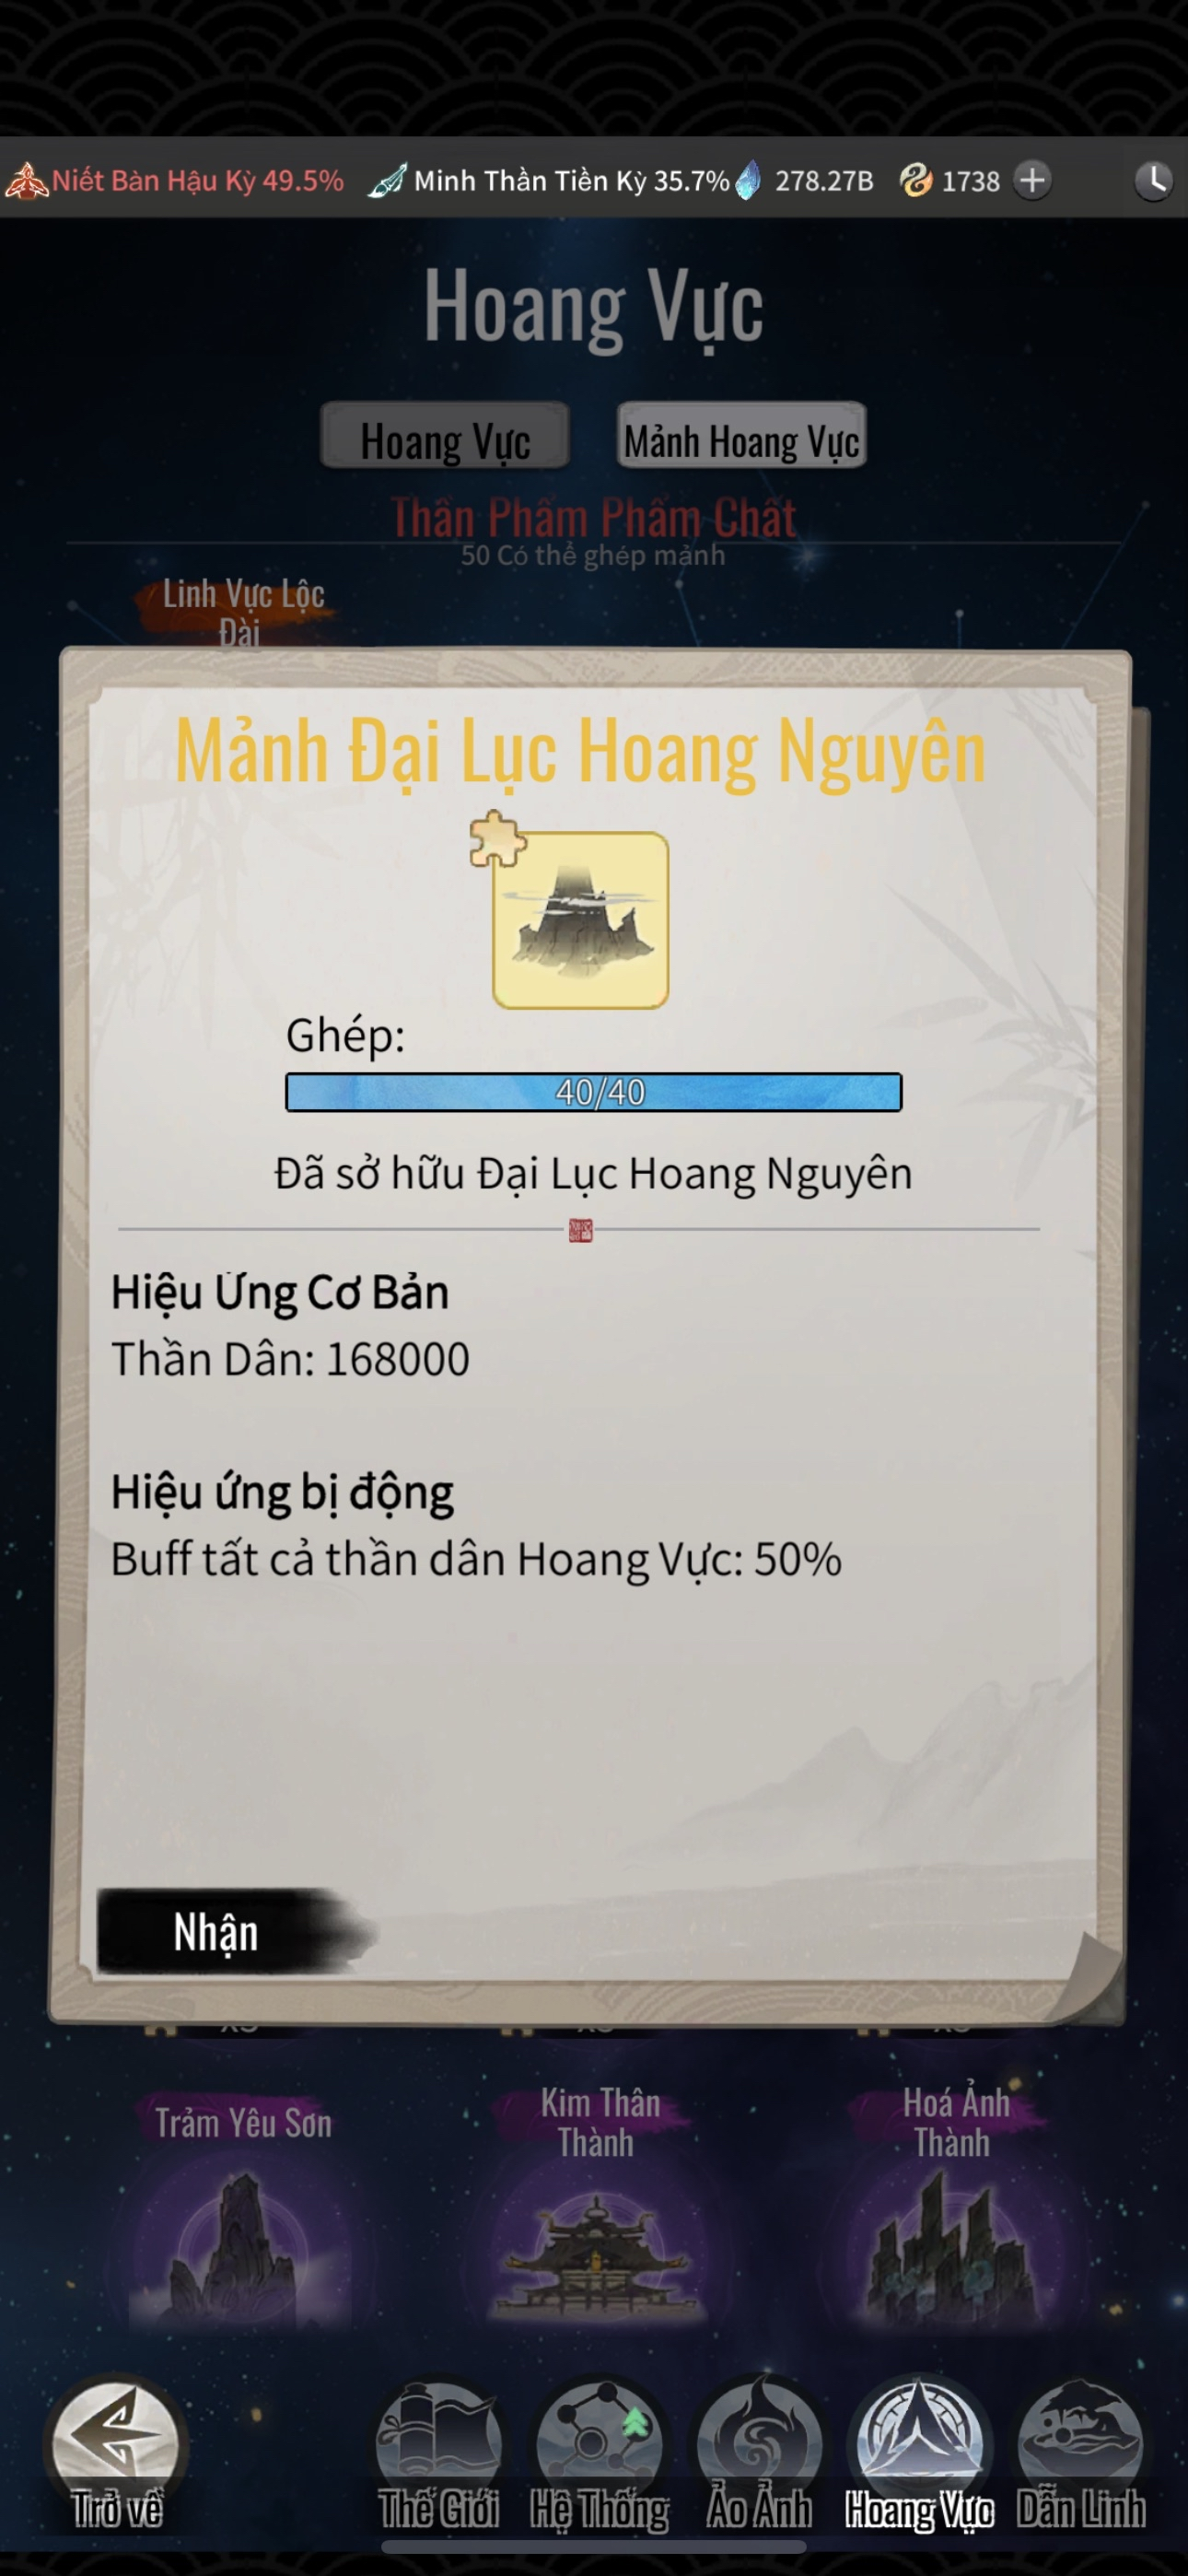 Niết Bàn Hậu Kỳ 49.5% Minh Thần Tiền Kỳ 35.7% 278.27B 1738
Hoang Vực
Hoang Vực Mảnh Hoang Vực
Thần Phẩm Phẩm Chất
50 Có thể ghép mảnh
Linh Vực Lộc
Đài
Mảnh Đại Lục Hoang Nguyên
Ghép:
40/40
Đã sở hữu Đại Lục Hoang Nguyên
Hiệu Ứng Cơ Bản
Thần Dân: 168000
Hiệu ứng bị động
Buff tất cả thần dân Hoang Vực: 50%
Nhận
Trảm Yêu Sơn
Kim Thân
Thành
Hoá Ảnh
Thành
Trở về Thế Giới Hệ Thống Ảo Ảnh Hoang Vực Dẫn Linh